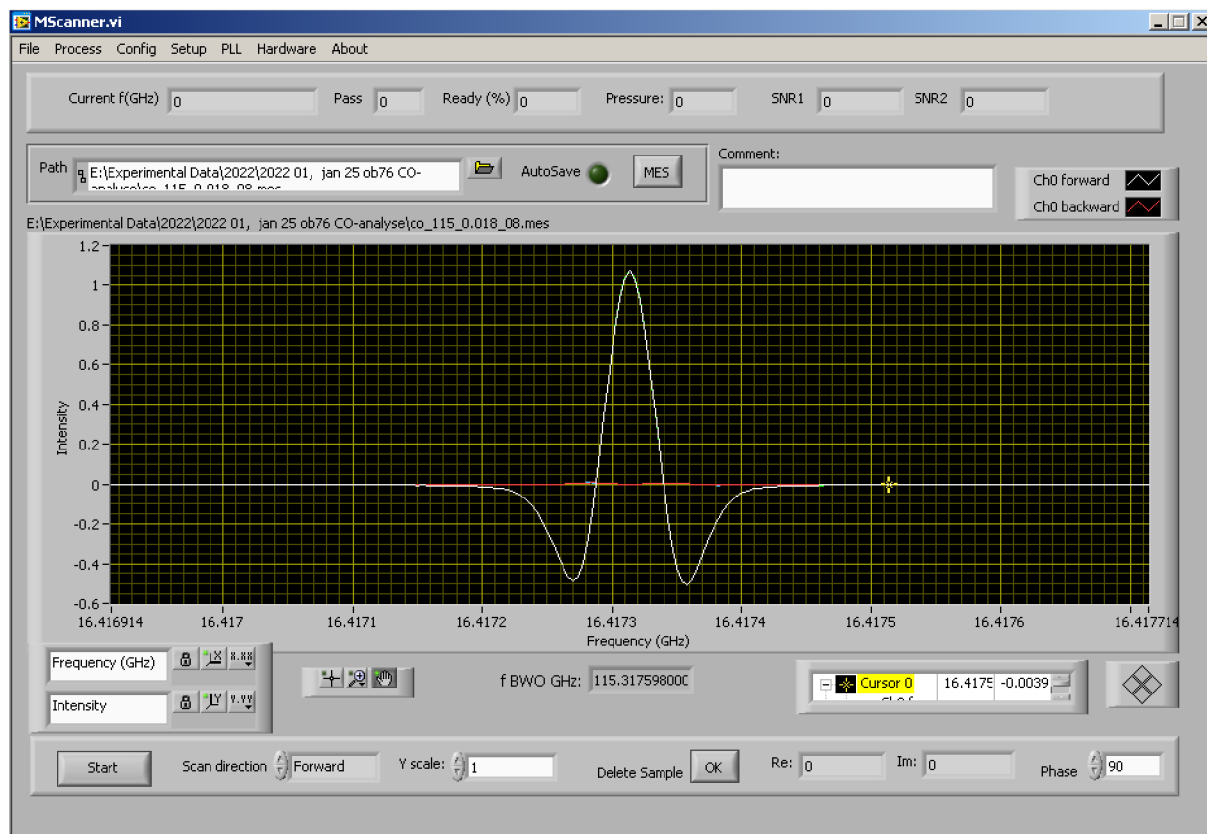 MScanner.vi
File Process Config Setup PLL Hardware About
Current f(GHz) 0 Pass 0 Ready (%) 0 Pressure: 0 SNR1 0 SNR2 0
Path E:\Experimental Data\2022\2022 01, jan 25 ob76 CO-
analyse\co_115_0.018_08.mes
AutoSave MES
Comment:
Ch0 forward
Ch0 backward
E:\Experimental Data\2022\2022 01, jan 25 ob76 CO-analyse\co_115_0.018_08.mes
Intensity
1.2
1
0.8
0.6
0.4
0.2
0
-0.2
-0.4
-0.6
16.416914 16.417 16.4171 16.4172 16.4173 16.4174 16.4175 16.4176 16.417714
Frequency (GHz)
Frequency (GHz) X X.XX
Intensity Y Y.YY
f BWO GHz: 115.31759800
Cursor 0 16.4175 -0.0039
Start Scan direction Forward Y scale: 1 Delete Sample OK Re: 0 Im: 0 Phase 90